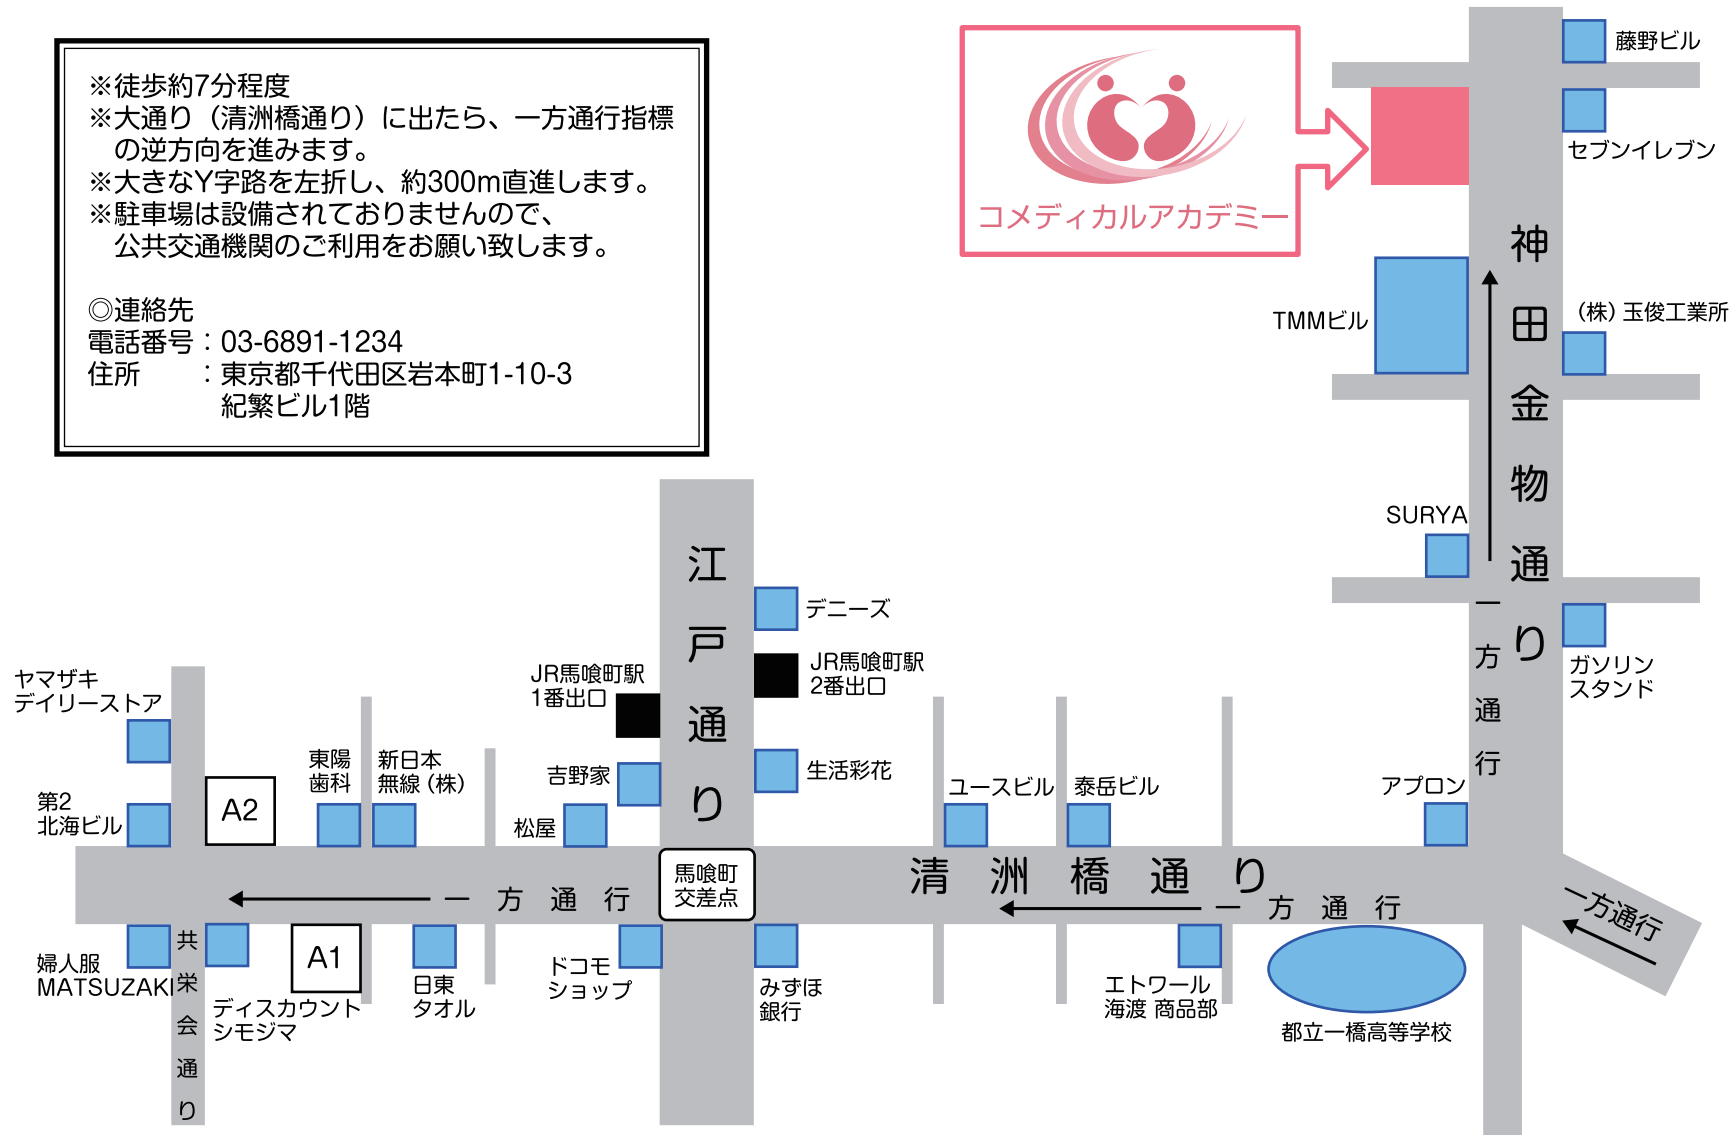 ※徒歩約7分程度
※大通り（清洲橋通り）に出たら、一方通行指標
の逆方向を進みます。
※大きなY字路を左折し、約300m直進します。
※駐車場は設備されておりませんので、
公共交通機関のご利用をお願い致します。
◎連絡先
電話番号：03-6891-1234
住所　　：東京都千代田区岩本町1-10-3
紀繁ビル1階
コメディカルアカデミー
藤野ビル
セブンイレブン
神田金物通り
TMMビル
（株）玉俊工業所
SURYA
一方通行
ガソリン
スタンド
アプロン
江戸通り
デニーズ
JR馬喰町駅
1番出口
JR馬喰町駅
2番出口
吉野家
生活彩花
松屋
ヤマザキ
デイリーストア
第2
北海ビル
A2
東陽
歯科
新日本
無線（株）
ユースビル
泰岳ビル
馬喰町
交差点
清洲橋通り
一方通行
一方通行
一方通行
婦人服
MATSUZAKI
共栄会通り
ディスカウント
シモジマ
A1
日東
タオル
ドコモ
ショップ
みずほ
銀行
エトワール
海渡 商品部
都立一橋高等学校